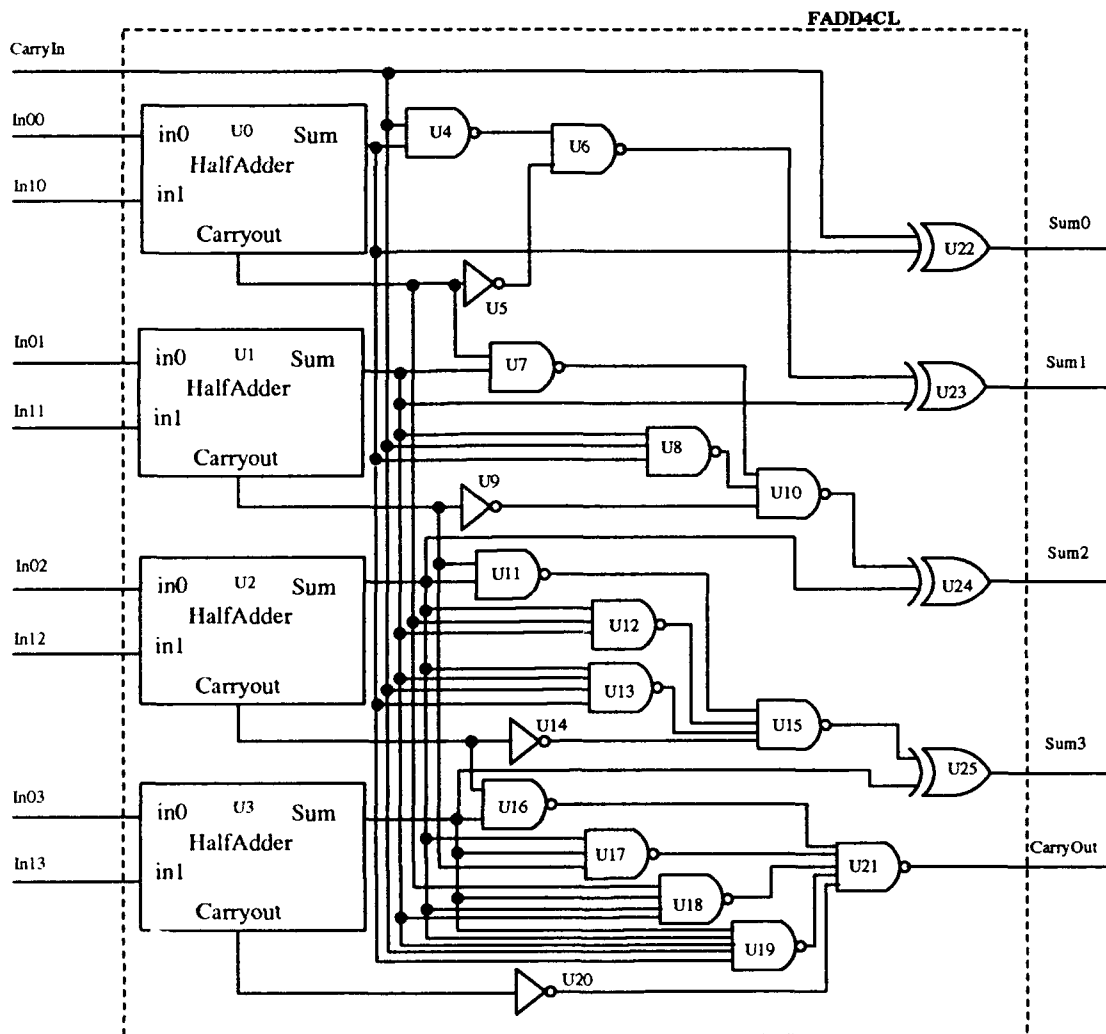 FADD4CL
CarryIn
In00
in0 U0 Sum
HalfAdder
In10
in1
Carryout
U4
U6
U22
Sum0
U5
In01
in0 U1 Sum
HalfAdder
In11
in1
Carryout
U7
U23
Sum1
U8
U9
U10
In02
in0 U2 Sum
HalfAdder
In12
in1
Carryout
U11
U24
Sum2
U12
U13
U14
U15
U25
Sum3
In03
in0 U3 Sum
HalfAdder
In13
in1
Carryout
U16
U17
U21
CarryOut
U18
U19
U20